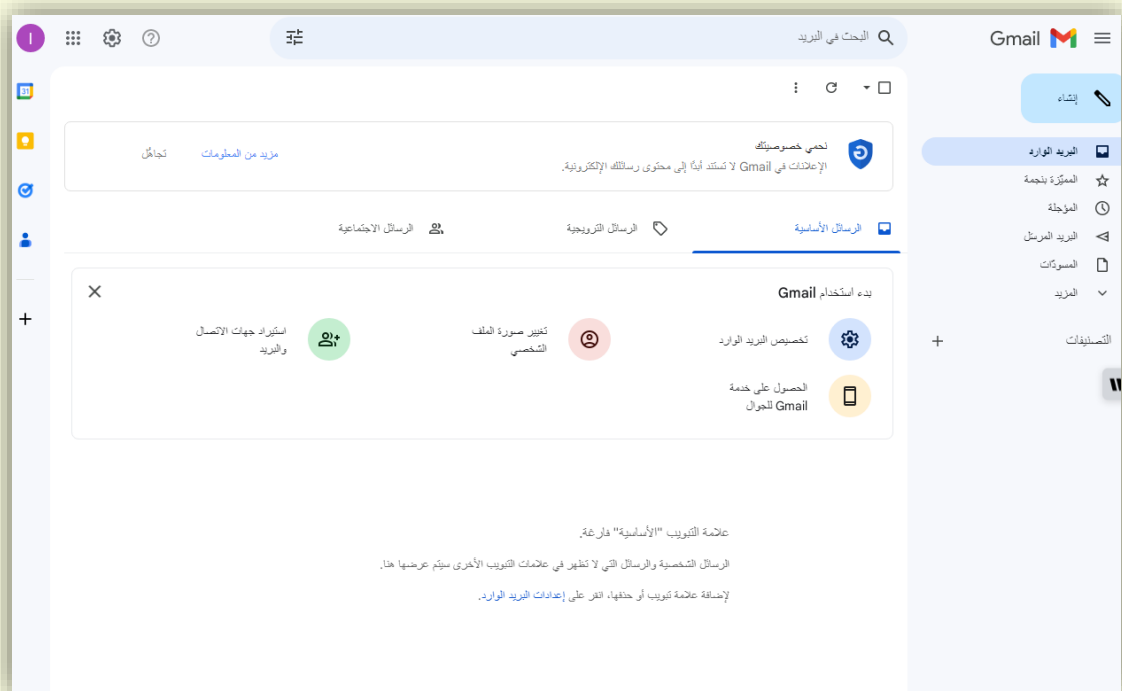 Gmail
البحث في البريد
I
إنشاء
البريد الوارد
المميّزة بنجمة
المؤجلة
البريد المرسَل
المسودّات
المزيد
التصنيفات
نحمي خصوصيتك
الإعلانات في Gmail لا تستند أبدًا إلى محتوى رسائلك الإلكترونية.
مزيد من المعلومات
تجاهُل
الرسائل الأساسية
الرسائل الترويجية
الرسائل الاجتماعية
بدء استخدام Gmail
تخصيص البريد الوارد
تغيير صورة الملف
الشخصي
استيراد جهات الاتصال
والبريد
الحصول على خدمة
Gmail للجوال
علامة التبويب "الأساسية" فارغة.
الرسائل الشخصية والرسائل التي لا تظهر في علامات التبويب الأخرى سيتم عرضها هنا.
لإضافة علامة تبويب أو حذفها، انقر على إعدادات البريد الوارد.
31